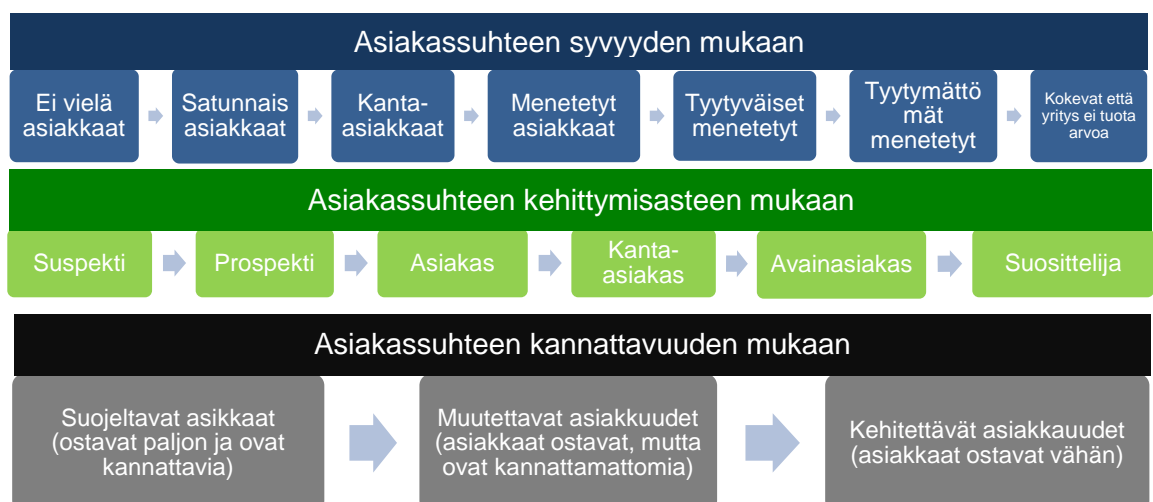 Asiakassuhteen syvyyden mukaan
Ei vielä
asiakkaat
Satunnais
asiakkaat
Kanta-
asiakkaat
Menetetyt
asiakkaat
Tyytyväiset
menetetyt
Tyytymättö
mät
menetetyt
Kokevat että
yritys ei tuota
arvoa
Asiakassuhteen kehittymisasteen mukaan
Suspekti
Prospekti
Asiakas
Kanta-
asiakas
Avainasiakas
Suosittelija
Asiakassuhteen kannattavuuden mukaan
Suojeltavat asikkaat
(ostavat paljon ja ovat
kannattavia)
Muutettavat asiakkuudet
(asiakkaat ostavat, mutta
ovat kannattamattomia)
Kehitettävät asiakkauudet
(asiakkaat ostavat vähän)